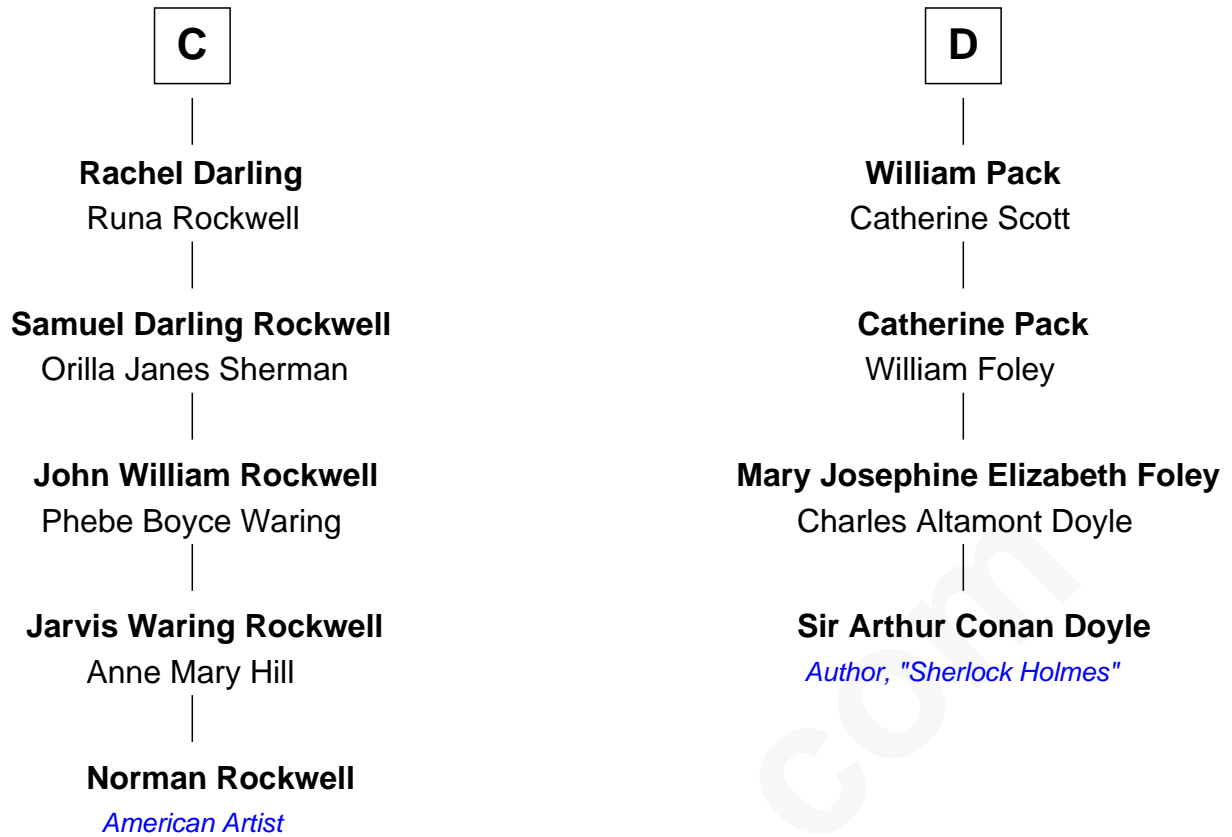 C
Rachel Darling
Runa Rockwell
Samuel Darling Rockwell
Orilla Janes Sherman
John William Rockwell
Phebe Boyce Waring
Jarvis Waring Rockwell
Anne Mary Hill
Norman Rockwell
American Artist
D
William Pack
Catherine Scott
Catherine Pack
William Foley
Mary Josephine Elizabeth Foley
Charles Altamont Doyle
Sir Arthur Conan Doyle
Author, "Sherlock Holmes"
com